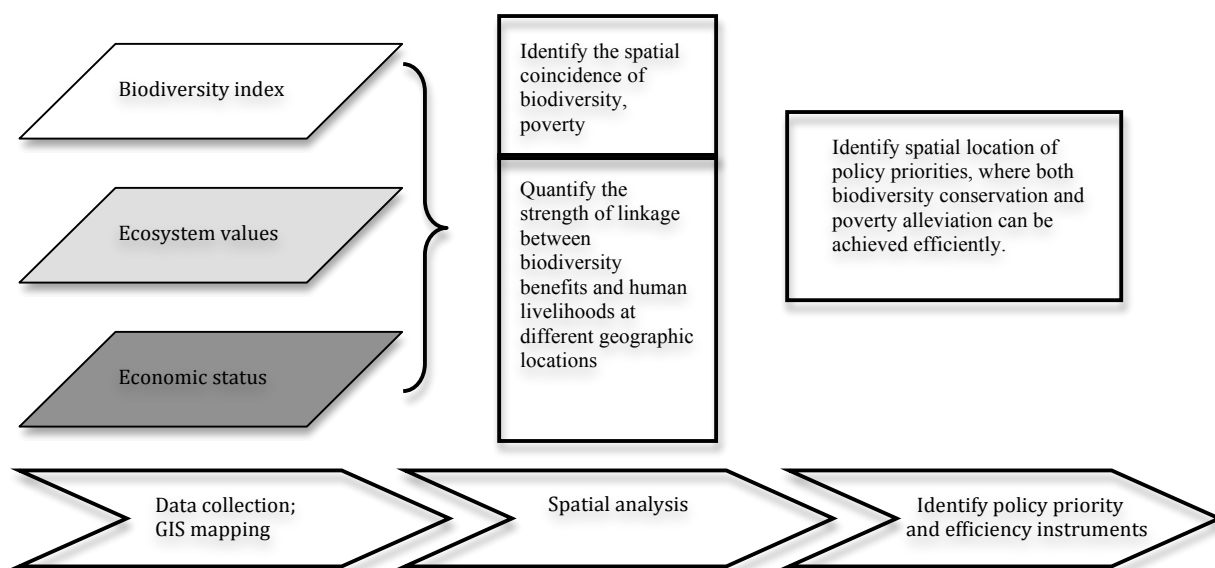 Biodiversity index
Ecosystem values
Economic status
Identify the spatial
coincidence of
biodiversity,
poverty
Quantify the
strength of linkage
between
biodiversity
benefits and human
livelihoods at
different geographic
locations
Identify spatial location of
policy priorities, where both
biodiversity conservation and
poverty alleviation can be
achieved efficiently.
Data collection;
GIS mapping
Spatial analysis
Identify policy priority
and efficiency instruments